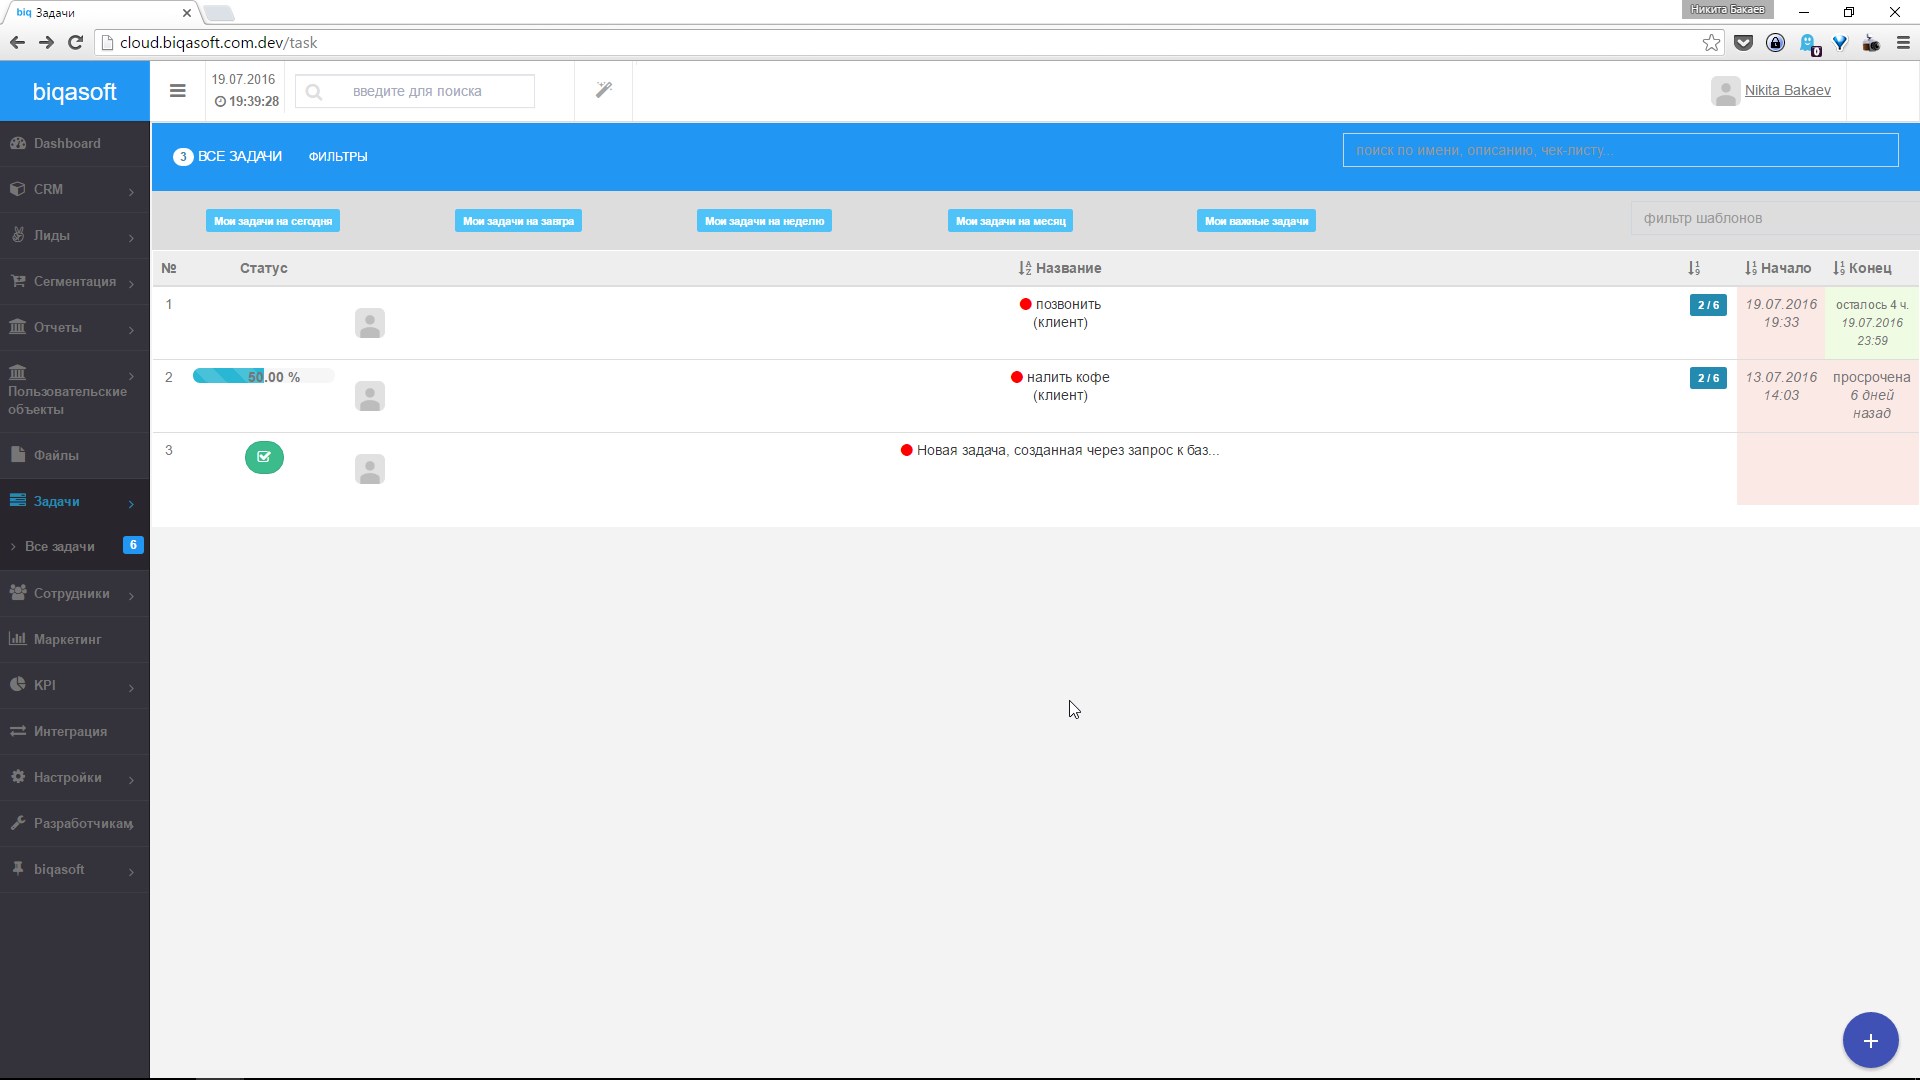 biq Задачи
Никита Бакаев
cloud.biqasoft.com.dev/task
0
biqasoft
19.07.2016
19:39:28
введите для поиска
Nikita Bakaev
Dashboard
CRM
Лиды
Сегментация
Отчеты
Пользовательские
объекты
Файлы
Задачи
Все задачи 6
Сотрудники
Маркетинг
KPI
Интеграция
Настройки
Разработчикам
biqasoft
3 ВСЕ ЗАДАЧИ ФИЛЬТРЫ
поиск по имени, описанию, чек-листу...
Мои задачи на сегодня Мои задачи на завтра Мои задачи на неделю Мои задачи на месяц Мои важные задачи фильтр шаблонов
№ Статус Название Начало Конец
1 позвонить
(клиент)
2 / 6
19.07.2016
19:33
осталось 4 ч.
19.07.2016
23:59
2 50.00 % налить кофе
(клиент)
2 / 6
13.07.2016
14:03
просрочена
6 дней
назад
3 Новая задача, созданная через запрос к баз...
+